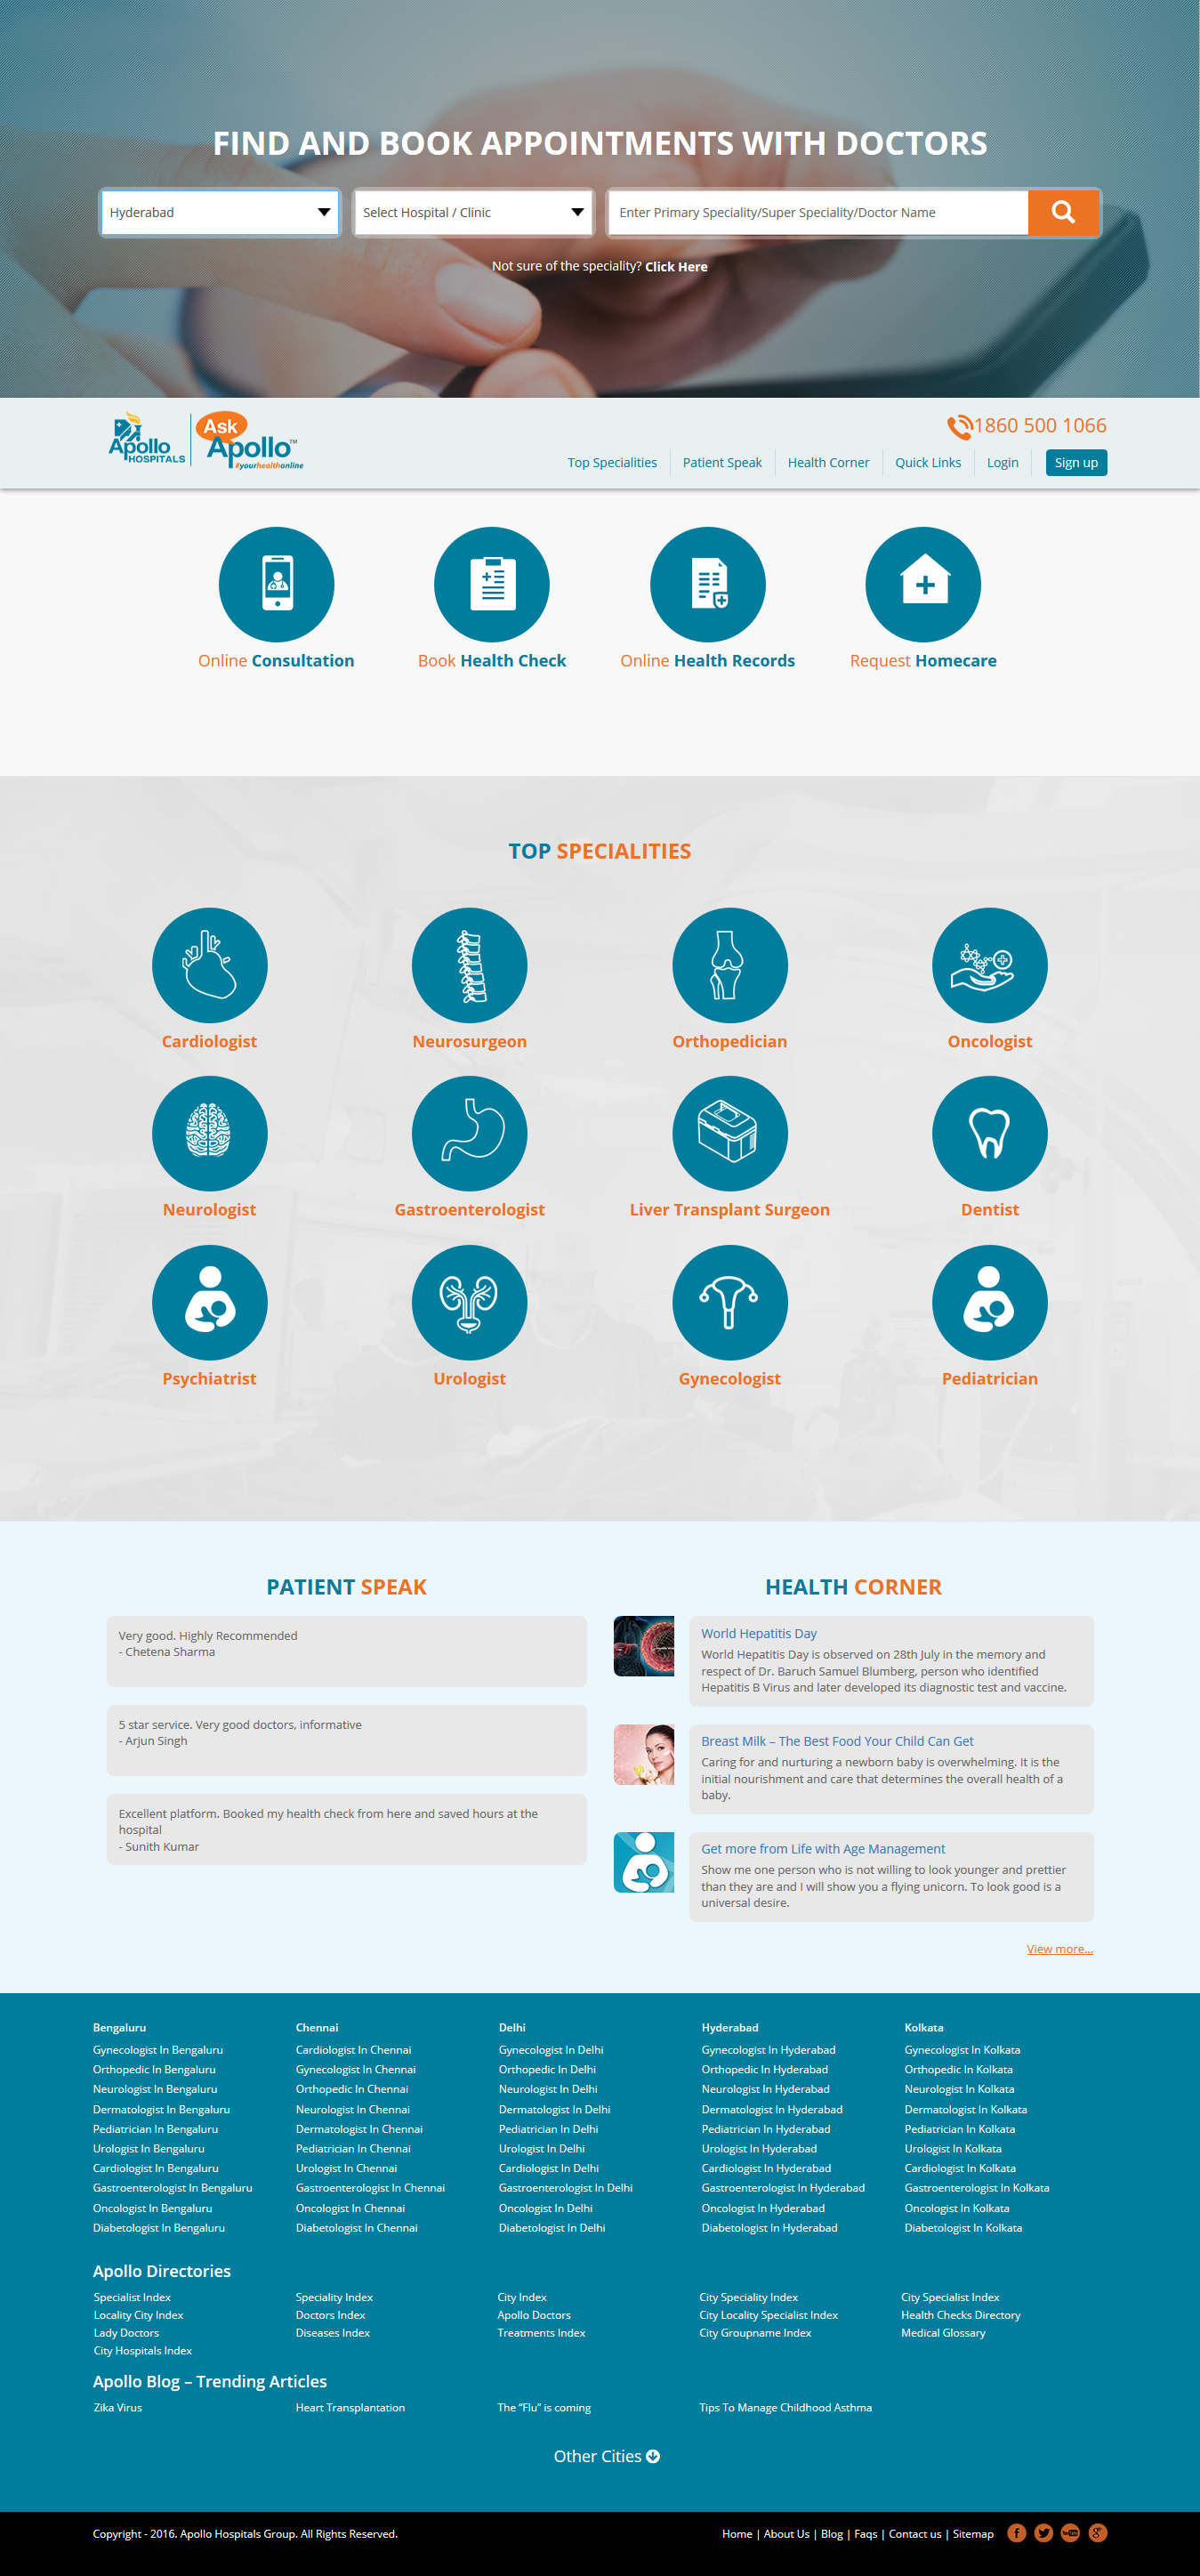 FIND AND BOOK APPOINTMENTS WITH DOCTORS
Hyderabad
Select Hospital / Clinic
Enter Primary Speciality/Super Speciality/Doctor Name
Not sure of the speciality? Click Here
Apollo
HOSPITALS
Ask
Apollo™
#yourhealthonline
1860 500 1066
Top Specialities
Patient Speak
Health Corner
Quick Links
Login
Sign up
Online Consultation
Book Health Check
Online Health Records
Request Homecare
TOP SPECIALITIES
Cardiologist
Neurosurgeon
Orthopedician
Oncologist
Neurologist
Gastroenterologist
Liver Transplant Surgeon
Dentist
Psychiatrist
Urologist
Gynecologist
Pediatrician
PATIENT SPEAK
Very good. Highly Recommended
- Chetena Sharma
5 star service. Very good doctors, informative
- Arjun Singh
Excellent platform. Booked my health check from here and saved hours at the
hospital
- Sunith Kumar
HEALTH CORNER
World Hepatitis Day
World Hepatitis Day is observed on 28th July in the memory and
respect of Dr. Baruch Samuel Blumberg, person who identified
Hepatitis B Virus and later developed its diagnostic test and vaccine.
Breast Milk – The Best Food Your Child Can Get
Caring for and nurturing a newborn baby is overwhelming. It is the
initial nourishment and care that determines the overall health of a
baby.
Get more from Life with Age Management
Show me one person who is not willing to look younger and prettier
than they are and I will show you a flying unicorn. To look good is a
universal desire.
View more...
Bengaluru
Gynecologist In Bengaluru
Orthopedic In Bengaluru
Neurologist In Bengaluru
Dermatologist In Bengaluru
Pediatrician In Bengaluru
Urologist In Bengaluru
Cardiologist In Bengaluru
Gastroenterologist In Bengaluru
Oncologist In Bengaluru
Diabetologist In Bengaluru
Chennai
Cardiologist In Chennai
Gynecologist In Chennai
Orthopedic In Chennai
Neurologist In Chennai
Dermatologist In Chennai
Pediatrician In Chennai
Urologist In Chennai
Gastroenterologist In Chennai
Oncologist In Chennai
Diabetologist In Chennai
Delhi
Gynecologist In Delhi
Orthopedic In Delhi
Neurologist In Delhi
Dermatologist In Delhi
Pediatrician In Delhi
Urologist In Delhi
Cardiologist In Delhi
Gastroenterologist In Delhi
Oncologist In Delhi
Diabetologist In Delhi
Hyderabad
Gynecologist In Hyderabad
Orthopedic In Hyderabad
Neurologist In Hyderabad
Dermatologist In Hyderabad
Pediatrician In Hyderabad
Urologist In Hyderabad
Cardiologist In Hyderabad
Gastroenterologist In Hyderabad
Oncologist In Hyderabad
Diabetologist In Hyderabad
Kolkata
Gynecologist In Kolkata
Orthopedic In Kolkata
Neurologist In Kolkata
Dermatologist In Kolkata
Pediatrician In Kolkata
Urologist In Kolkata
Cardiologist In Kolkata
Gastroenterologist In Kolkata
Oncologist In Kolkata
Diabetologist In Kolkata
Apollo Directories
Specialist Index
Speciality Index
City Index
City Speciality Index
City Specialist Index
Locality City Index
Doctors Index
Apollo Doctors
City Locality Specialist Index
Health Checks Directory
Lady Doctors
Diseases Index
Treatments Index
City Groupname Index
Medical Glossary
City Hospitals Index
Apollo Blog – Trending Articles
Zika Virus
Heart Transplantation
The “Flu” is coming
Tips To Manage Childhood Asthma
Other Cities
Copyright - 2016. Apollo Hospitals Group. All Rights Reserved.
Home | About Us | Blog | Faqs | Contact us | Sitemap